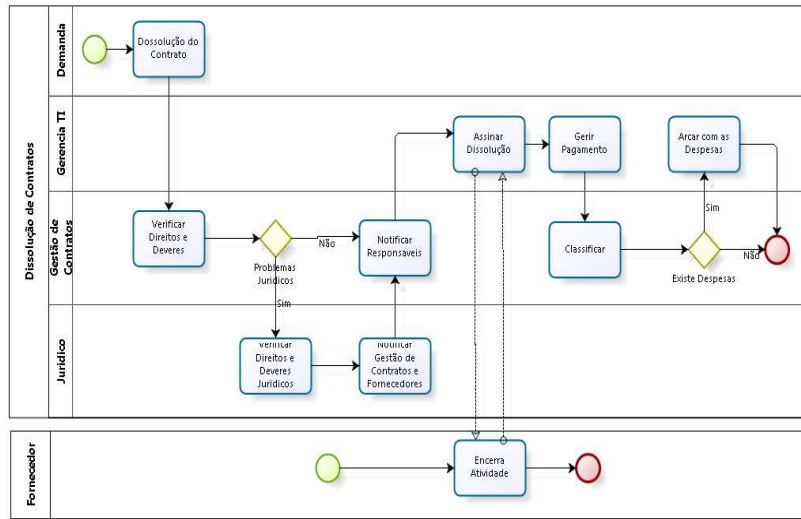 Dissolução de Contratos
Demanda
Dossolução do
Contrato
Gerencia TI
Assinar
Dissolução
Gerir
Pagamento
Arcar com as
Despesas
Gestão de
Contratos
Verificar
Direitos e
Deveres
Problemas
Juridicos
Não
Sim
Notificar
Responsaveis
Classificar
Sim
Existe Despesas
Não
Juridico
Verificar
Direitos e
Deveres
Juridicos
Notificar
Gestão de
Contratos e
Fornecedores
Fornecedor
Encerra
Atividade